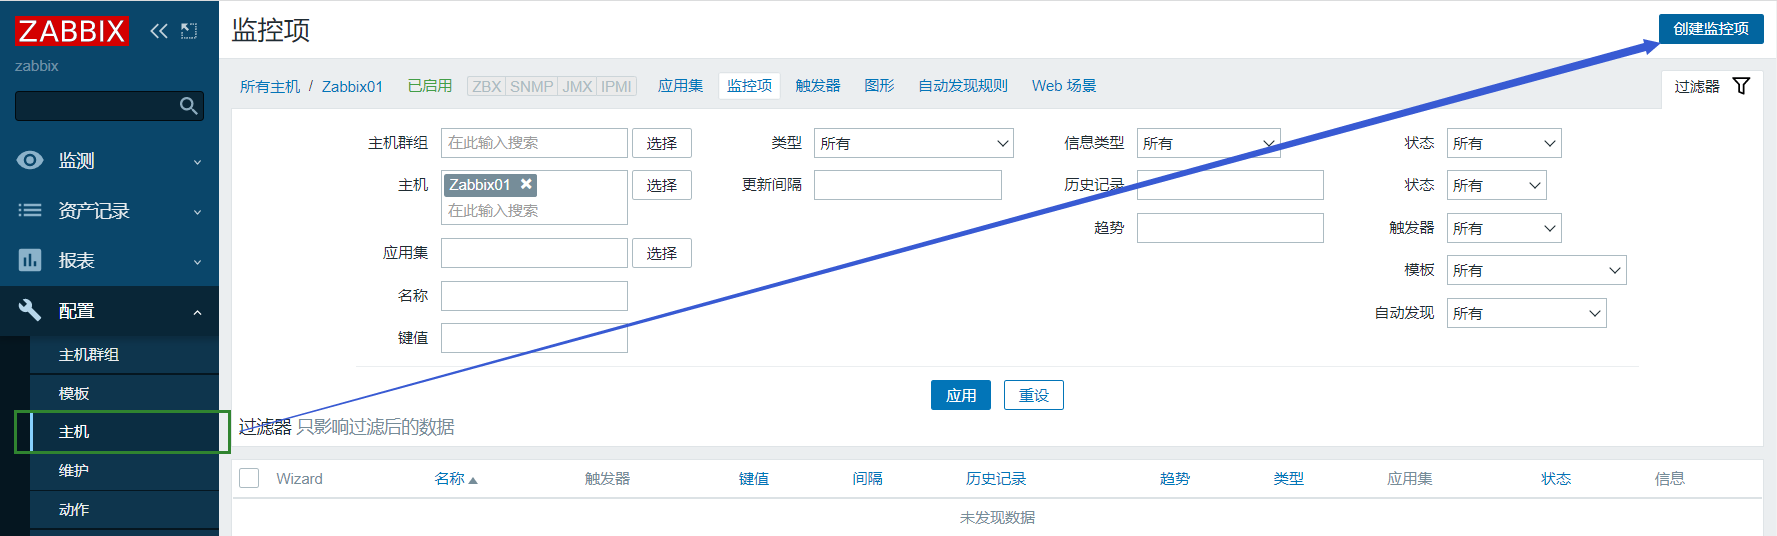 ZABBIX
zabbix
监测
资产记录
报表
配置
主机群组
模板
主机
维护
动作
监控项
创建监控项
所有主机 / Zabbix01 已启用 ZBX SNMP JMX IPMI 应用集 监控项 触发器 图形 自动发现规则 Web 场景
过滤器
主机群组 在此输入搜索 选择 类型 所有 信息类型 所有 状态 所有
主机 Zabbix01 选择 更新间隔 历史记录 状态 所有
在此输入搜索
趋势 触发器 所有
应用集 选择 模板 所有
名称 自动发现 所有
键值
应用 重设
过滤器 只影响过滤后的数据
Wizard 名称 触发器 键值 间隔 历史记录 趋势 类型 应用集 状态 信息
未发现数据